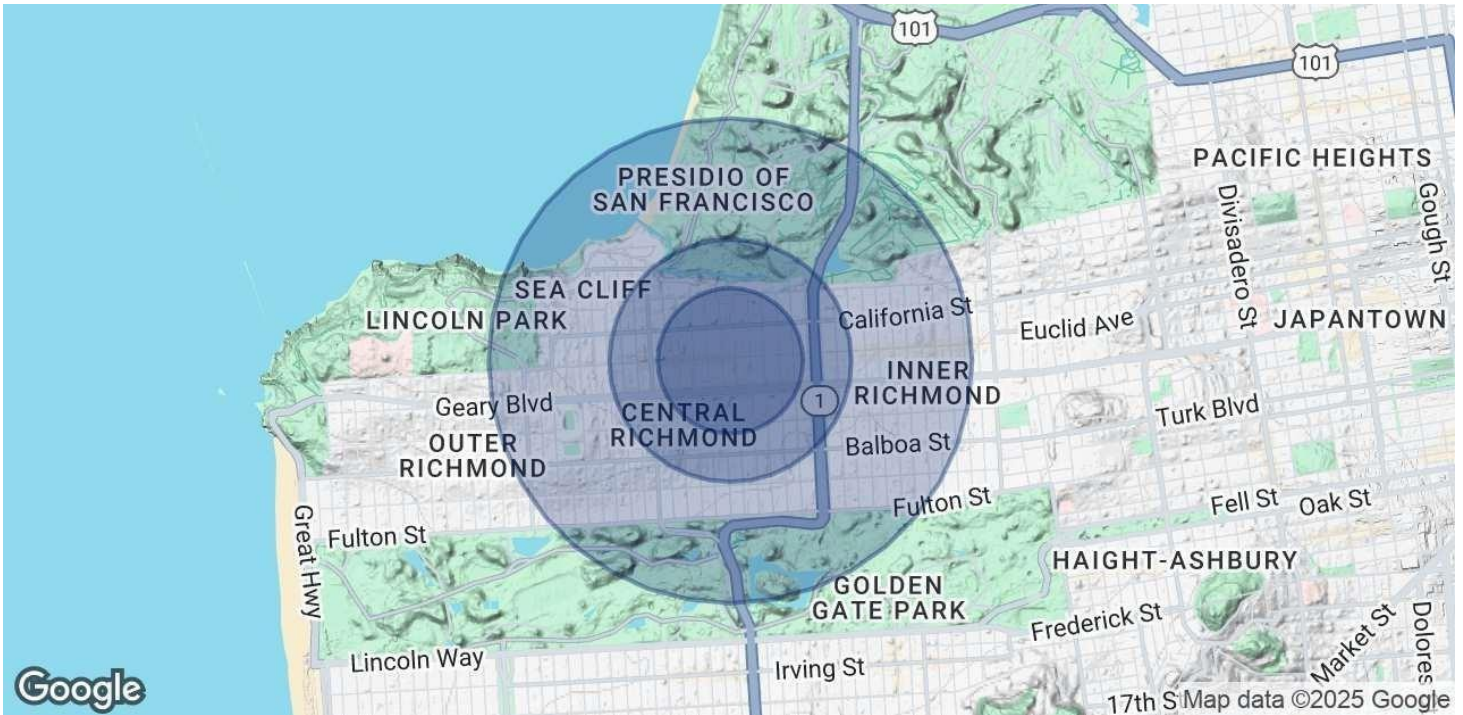 101
101
PRESIDIO OF
SAN FRANCISCO
PACIFIC HEIGHTS
Divisadero St
Gough St
SEA CLIFF
LINCOLN PARK
California St
Euclid Ave
JAPANTOWN
INNER
RICHMOND
1
Geary Blvd
CENTRAL
RICHMOND
Turk Blvd
OUTER
RICHMOND
Balboa St
Great Hwy
Fulton St
Fulton St
Fell St
Oak St
HAIGHT-ASHBURY
GOLDEN
GATE PARK
Frederick St
Market St
Dolores
Lincoln Way
Irving St
17th S
Google
Map data ©2025 Google